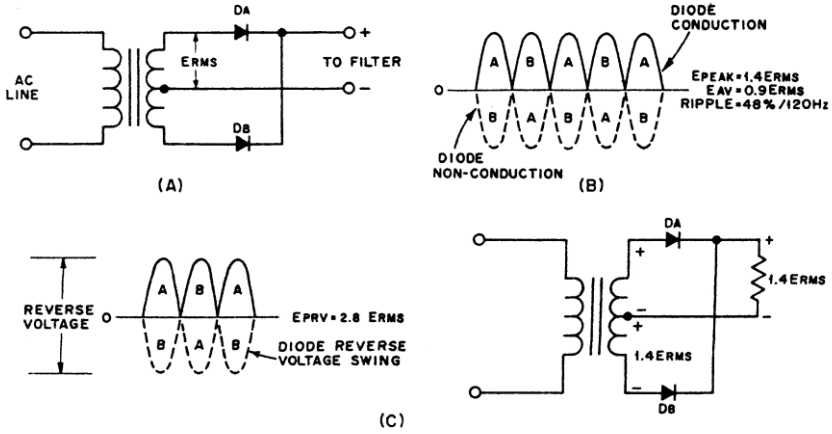 DA
+
ERMS
TO FILTER
AC
LINE
−
DB
(A)
DIODE
CONDUCTION
A B A B A
O
EPEAK=1.4ERMS
EAV=0.9ERMS
RIPPLE=48%/120Hz
B A B A B
DIODE
NON-CONDUCTION
(B)
REVERSE
VOLTAGE
A B A
O
EPRV=2.8 ERMS
B A B
DIODE REVERSE
VOLTAGE SWING
DA
+
+
1.4ERMS
−
+
−
1.4ERMS
−
DB
(C)